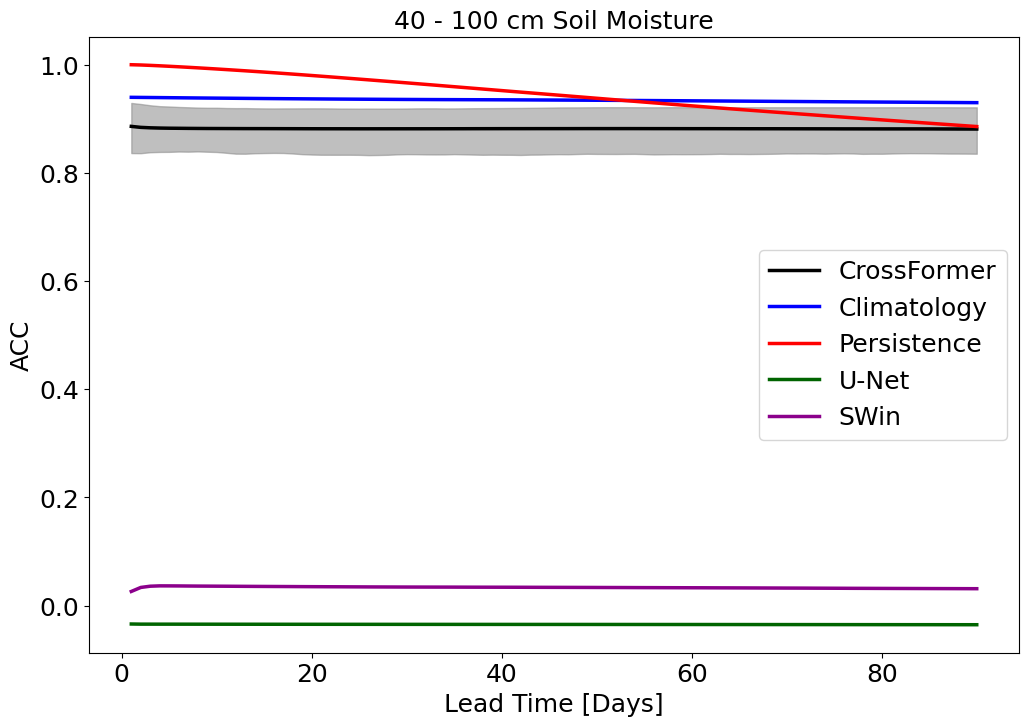 40 - 100 cm Soil Moisture
ACC
1.0
0.8
0.6
0.4
0.2
0.0
CrossFormer
Climatology
Persistence
U-Net
SWin
0 20 40 60 80
Lead Time [Days]